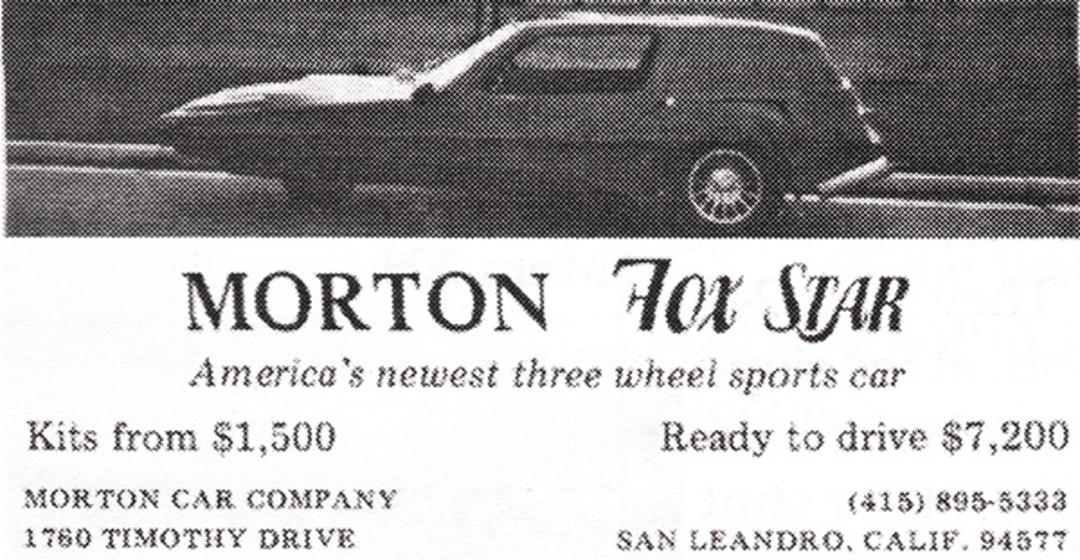 MORTON Fox Star
America's newest three wheel sports car
Kits from $1,500 Ready to drive $7,200
MORTON CAR COMPANY (415) 895-5333
1760 TIMOTHY DRIVE SAN LEANDRO, CALIF. 94577